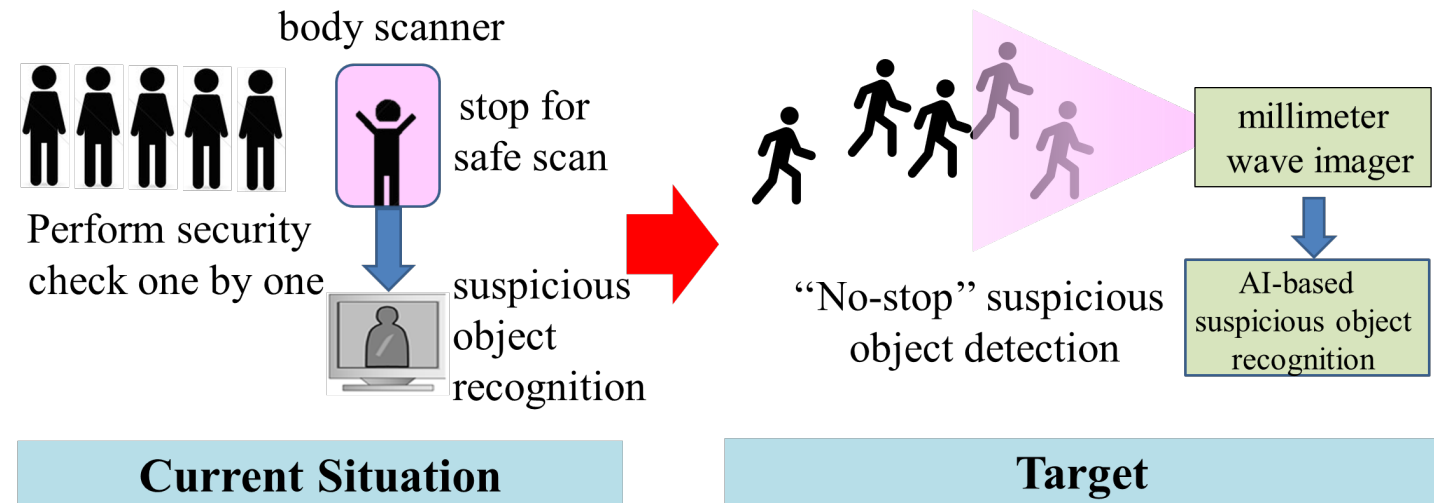 body scanner
stop for
safe scan
Perform security
check one by one
suspicious
object
recognition
Current Situation
millimeter
wave imager
“No-stop” suspicious
object detection
AI-based
suspicious object
recognition
Target